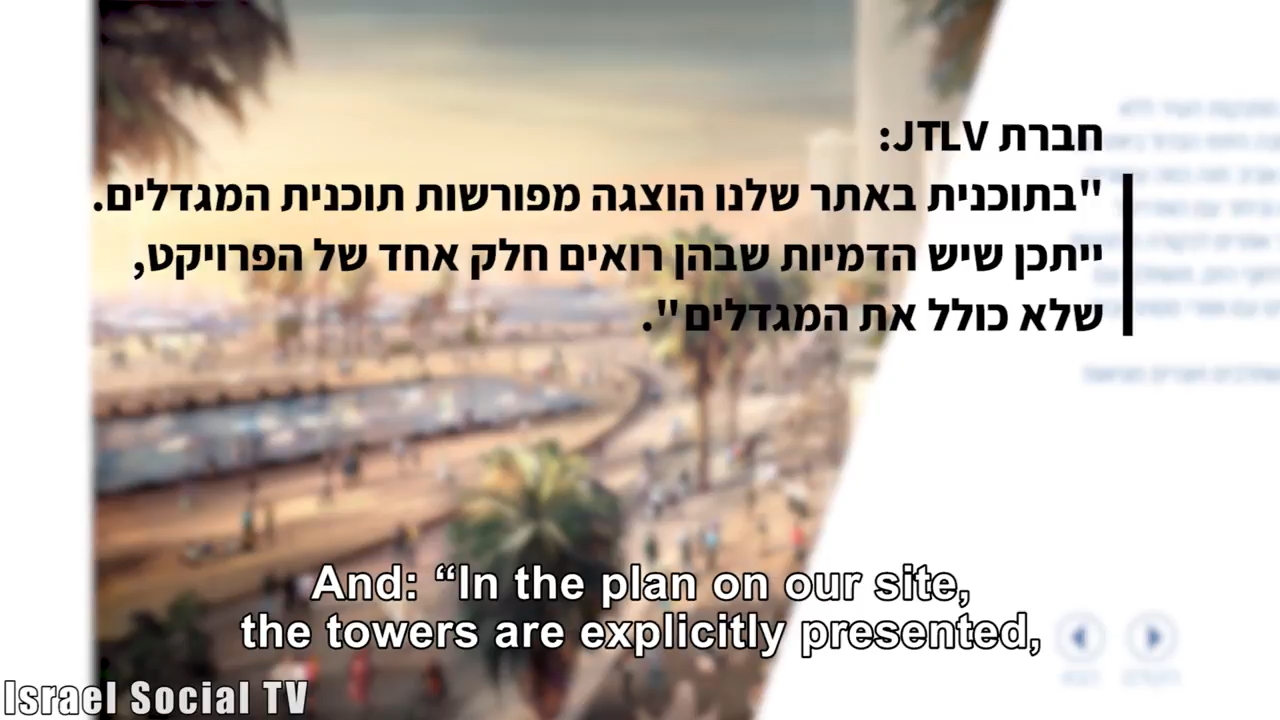 חברת JTLV:
"בתוכנית באתר שלנו הוצגה מפורשות תוכנית המגדלים.
ייתכן שיש הדמיות שבהן רואים חלק אחד של הפרויקט,
שלא כולל את המגדלים".
And: “In the plan on our site,
the towers are explicitly presented,
Israel Social TV